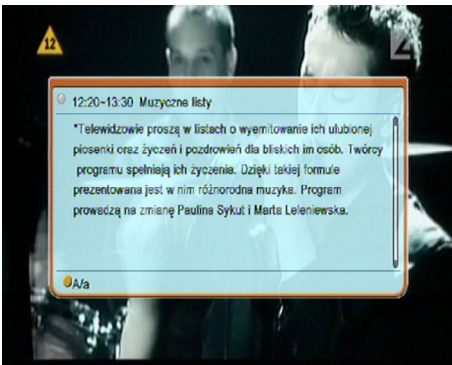 12
4
12:20~13:30 Muzyczne listy
*Telewidzowie proszą w listach o wyemitowanie ich ulubionej
piosenki oraz życzeń i pozdrowień dla bliskich im osób. Twórcy
programu spełniają ich życzenia. Dzięki takiej formule
prezentowana jest w nim różnorodna muzyka. Program
prowadzą na zmianę Paulina Sykut i Marta Leleniewska.
A/a